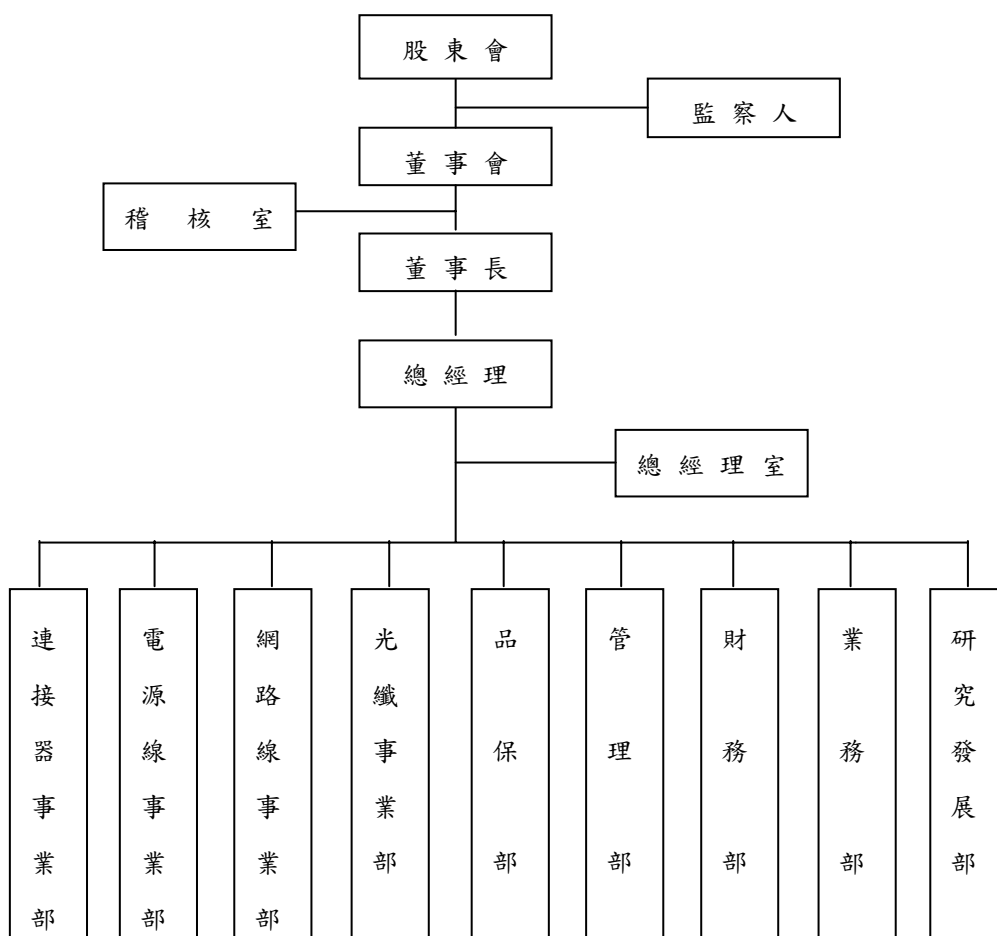 股東會
監察人
董事會
稽核室
董事長
總經理
總經理室
連接器事業部
電源線事業部
網路線事業部
光纖事業部
品保部
管理部
財務部
業務部
研究發展部